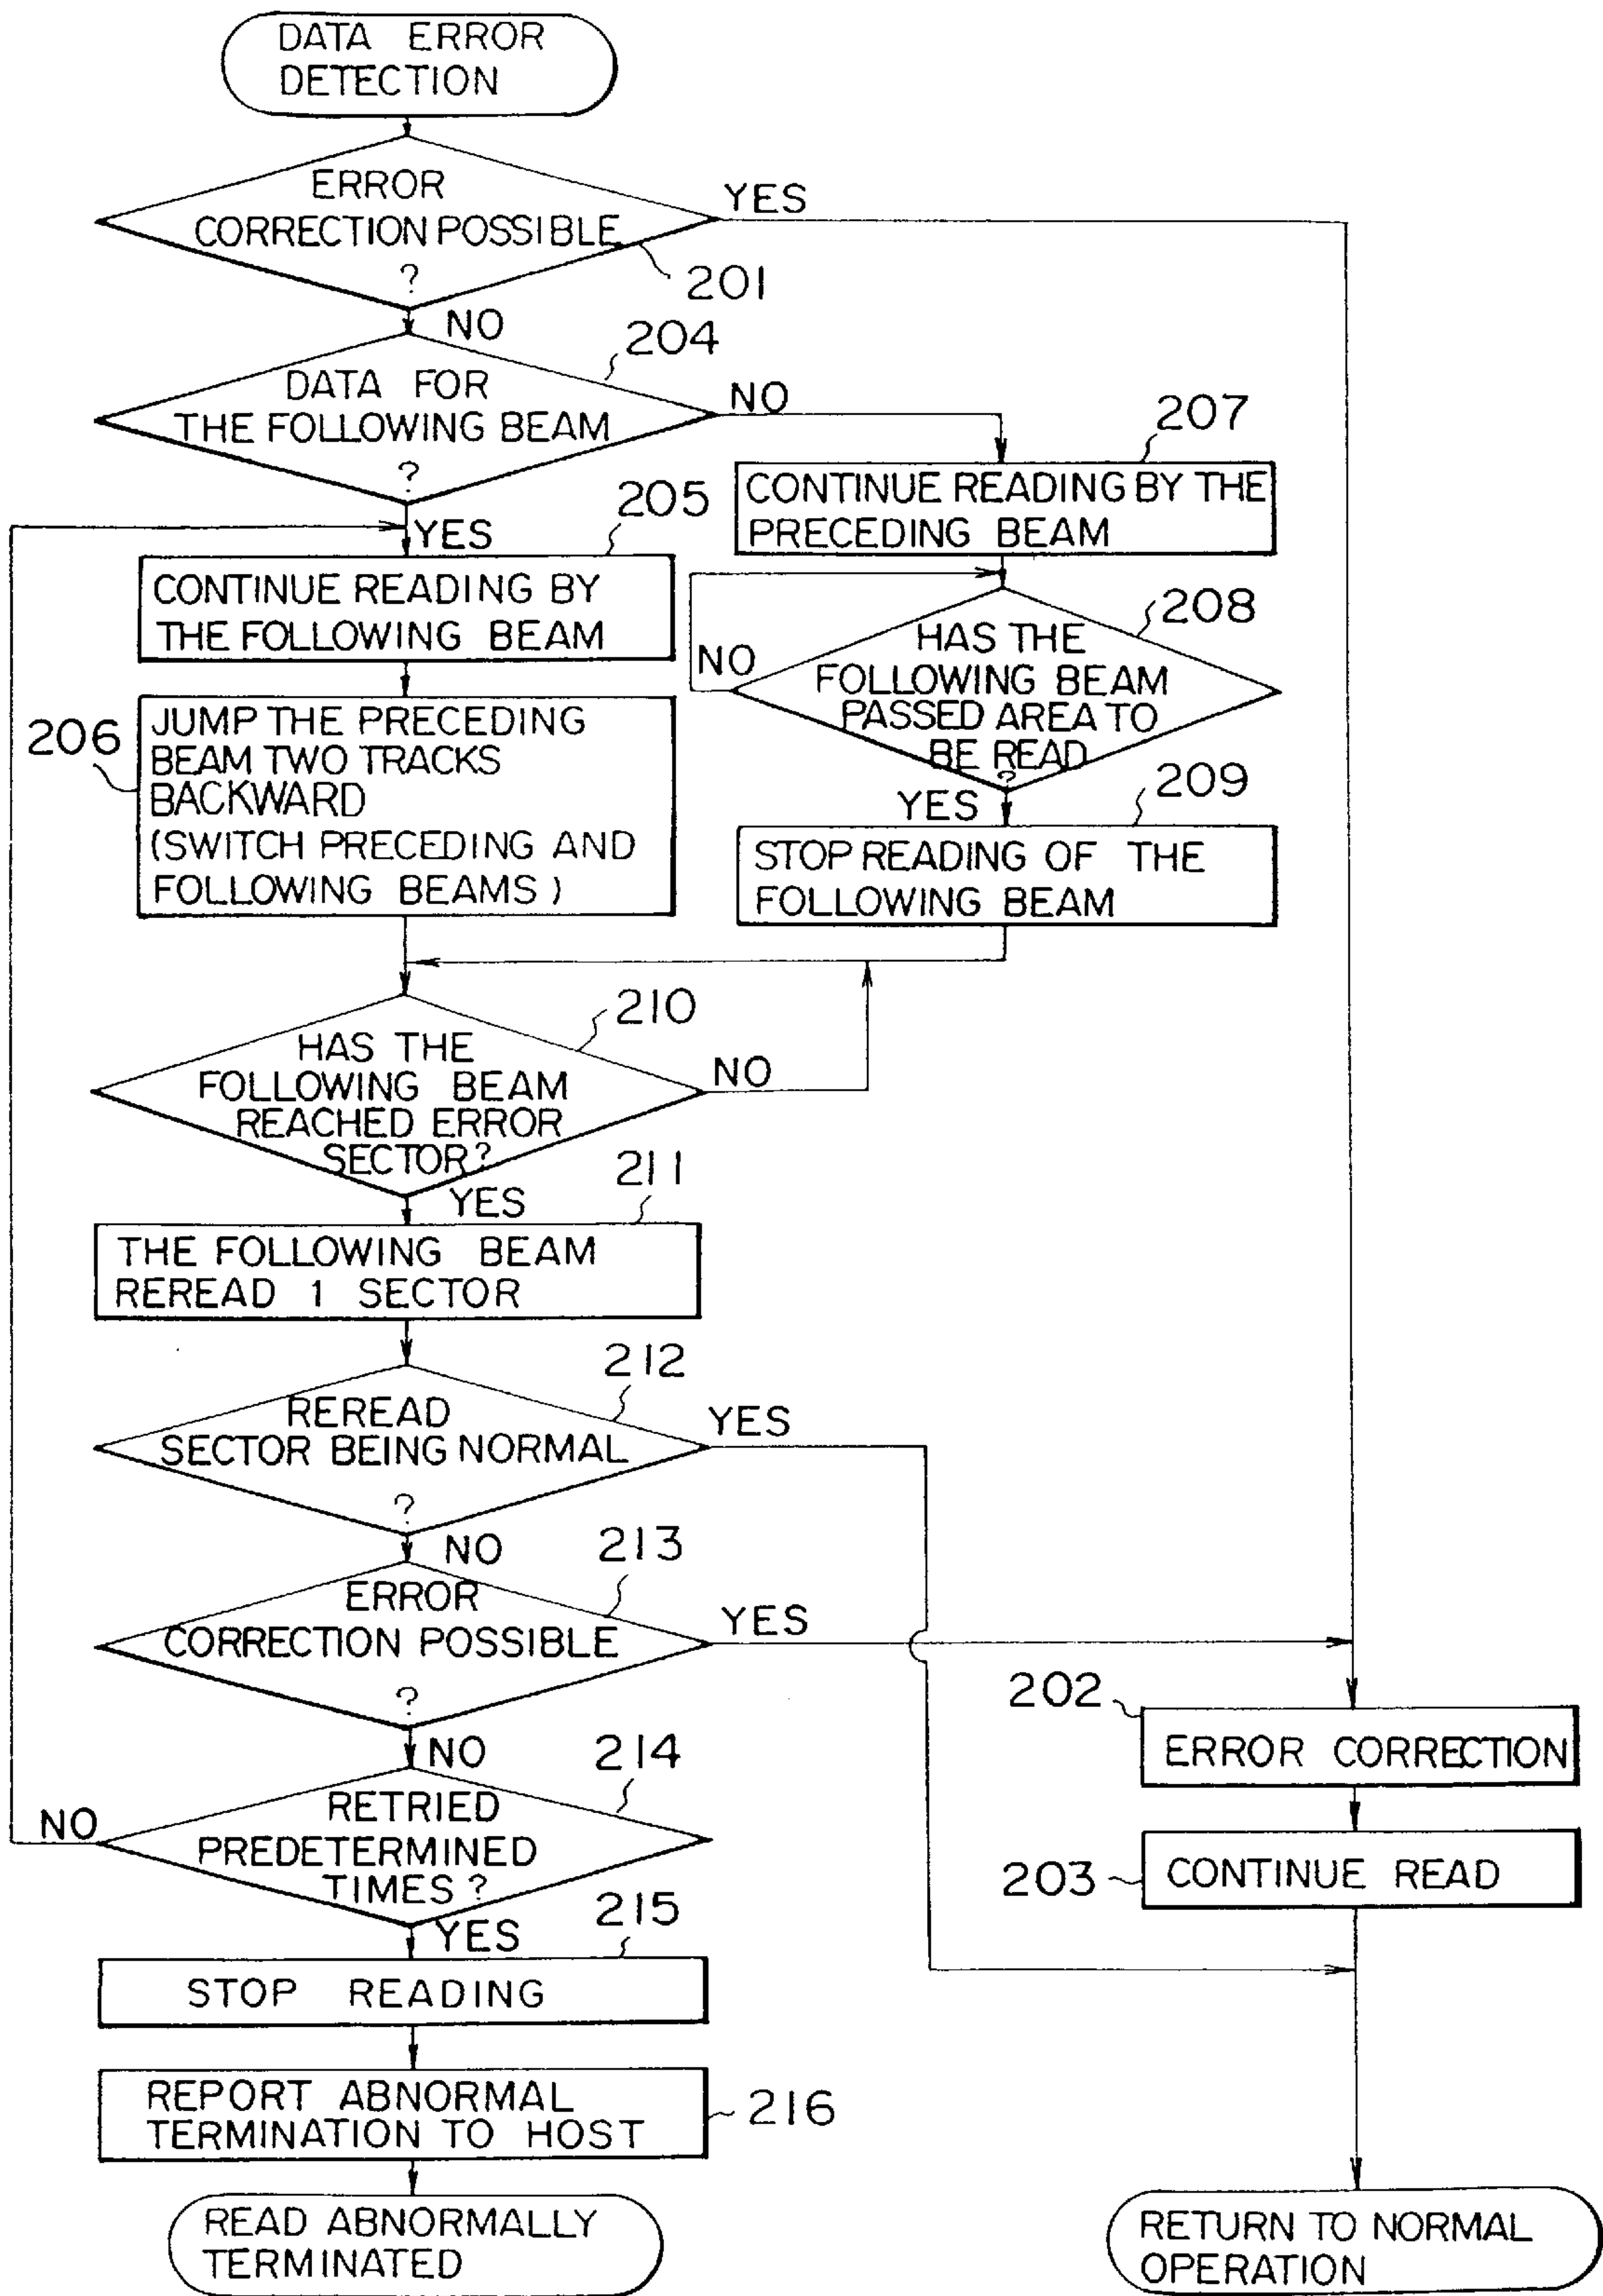 DATA ERROR
DETECTION
ERROR
CORRECTION POSSIBLE
?
YES
201
NO
204
DATA FOR
THE FOLLOWING BEAM
?
NO
207
CONTINUE READING BY THE
PRECEDING BEAM
YES
205
CONTINUE READING BY
THE FOLLOWING BEAM
208
HAS THE
FOLLOWING BEAM
PASSED AREA TO
BE READ
?
NO
YES
206
JUMP THE PRECEDING
BEAM TWO TRACKS
BACKWARD
(SWITCH PRECEDING AND
FOLLOWING BEAMS)
209
STOP READING OF THE
FOLLOWING BEAM
210
HAS THE
FOLLOWING BEAM
REACHED ERROR
SECTOR?
NO
YES
211
THE FOLLOWING BEAM
REREAD 1 SECTOR
212
REREAD
SECTOR BEING NORMAL
?
YES
NO
213
ERROR
CORRECTION POSSIBLE
?
YES
NO
202
ERROR CORRECTION
214
RETRIED
PREDETERMINED
TIMES?
NO
YES
203
CONTINUE READ
215
STOP READING
REPORT ABNORMAL
TERMINATION TO HOST
216
READ ABNORMALLY
TERMINATED
RETURN TO NORMAL
OPERATION